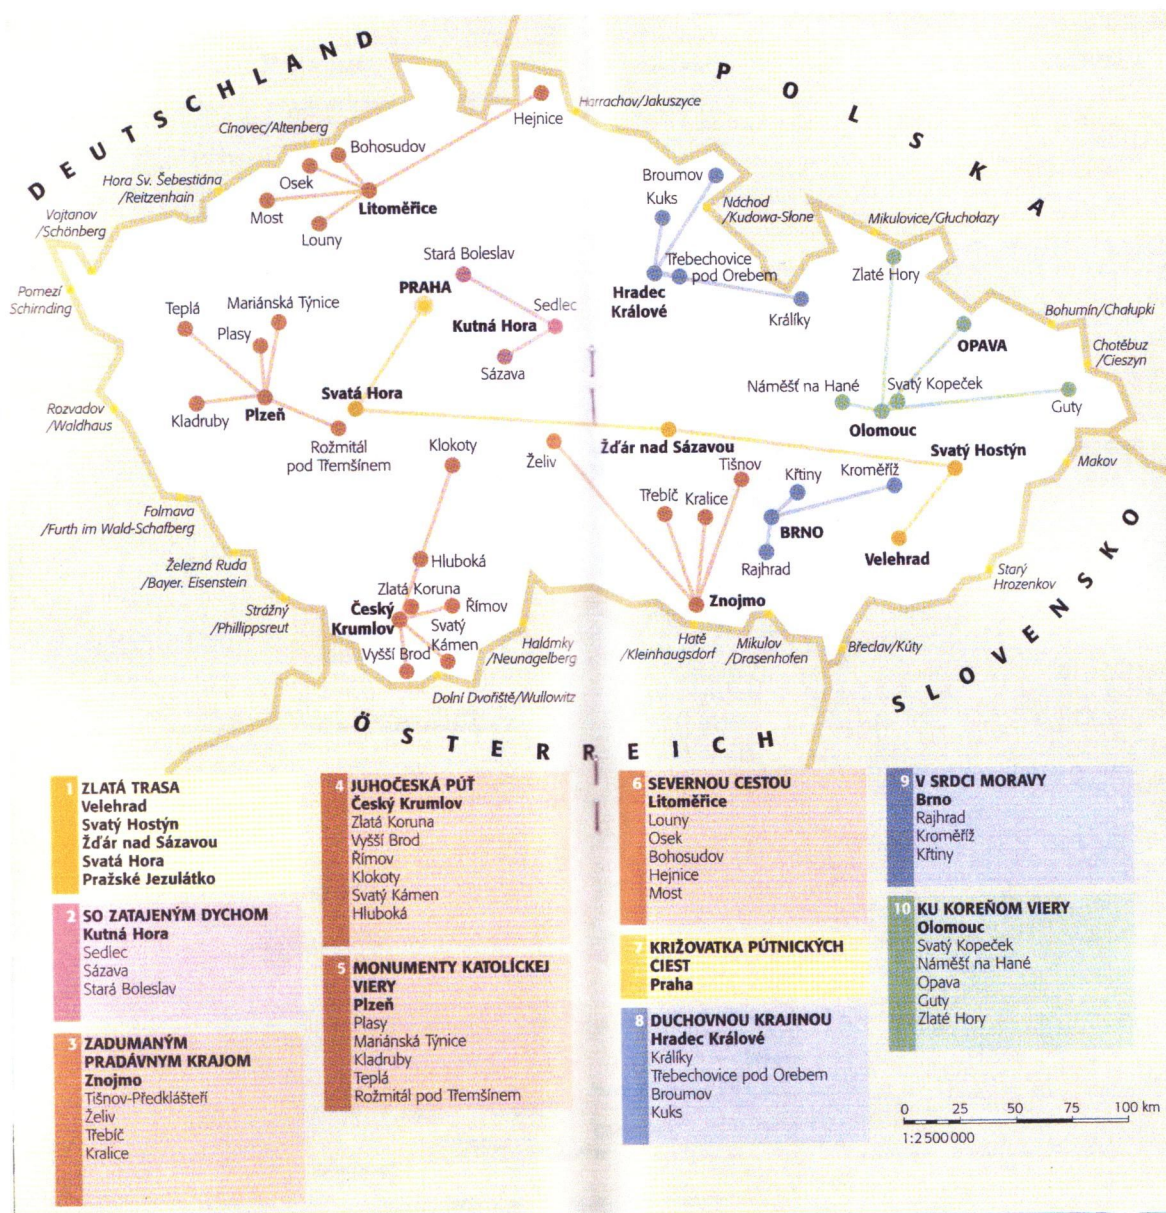 DEUTSCHLAND
POLSKA
Harrachov/Jakuszyce
Hejnice
Cínovec/Altenberg
Bohosudov
Osek
Hora Sv. Šebestiána
/Reitzenhain
Most
Litoměřice
Louny
Vojtanov
/Schönberg
Broumov
Kuks
Náchod
/Kudowa-Słone
Mikulovice/Głuchołazy
Stará Boleslav
Třebechovice
pod Orebem
Zlaté Hory
PRAHA
Hradec
Králové
Pomezí
Schirnding
Teplá
Mariánská Týnice
Sedlec
Králíky
Plasy
Kutná Hora
Bohumín/Chałupki
OPAVA
Chotěbuz
/Cieszyn
Sázava
Svatá Hora
Náměšť na Hané
Svatý Kopeček
Guty
Rozvadov
/Waldhaus
Kladruby
Plzeň
Olomouc
Rožmitál
pod Třemšínem
Klokoty
Žďár nad Sázavou
Svatý Hostýn
Želiv
Tišnov
Makov
Křtiny
Kroměříž
Třebíč
Kralice
Folmava
/Furth im Wald-Schafberg
BRNO
Velehrad
Železná Ruda
/Bayer. Eisenstein
Hluboká
Rajhrad
Starý
Hrozenkov
Zlatá Koruna
Český
Krumlov
Římov
Znojmo
Strážný
/Phillippsreut
Svatý
Kámen
Vyšší Brod
Halámky
/Neunagelberg
Hatě
/Kleinhaugsdorf
Mikulov
/Drasenhofen
Břeclav/Kúty
Dolní Dvořiště/Wullowitz
SLOVENSKO
ÖSTERREICH
1 ZLATÁ TRASA
Velehrad
Svatý Hostýn
Žďár nad Sázavou
Svatá Hora
Pražské Jezulátko
2 SO ZATAJENÝM DYCHOM
Kutná Hora
Sedlec
Sázava
Stará Boleslav
3 ZADUMANÝM
PRADÁVNYM KRAJOM
Znojmo
Tišnov-Předklášteří
Želiv
Třebíč
Kralice
4 JUHOČESKÁ PÚŤ
Český Krumlov
Zlatá Koruna
Vyšší Brod
Římov
Klokoty
Svatý Kámen
Hluboká
5 MONUMENTY KATOLÍCKEJ
VIERY
Plzeň
Plasy
Mariánská Týnice
Kladruby
Teplá
Rožmitál pod Třemšínem
6 SEVERNOU CESTOU
Litoměřice
Louny
Osek
Bohosudov
Hejnice
Most
7 KRIŽOVATKA PÚTNICKÝCH
CIEST
Praha
8 DUCHOVNOU KRAJINOU
Hradec Králové
Králíky
Třebechovice pod Orebem
Broumov
Kuks
9 V SRDCI MORAVY
Brno
Rajhrad
Kroměříž
Křtiny
10 KU KOREŇOM VIERY
Olomouc
Svatý Kopeček
Náměšť na Hané
Opava
Guty
Zlaté Hory
0 25 50 75 100 km
1:2 500 000